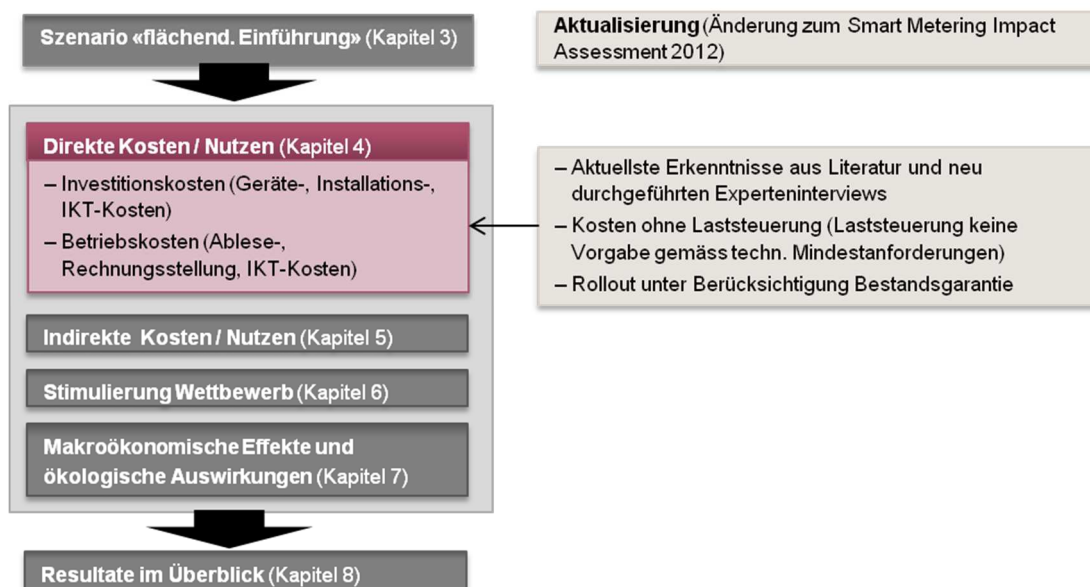 Szenario «flächend. Einführung» (Kapitel 3)
Aktualisierung (Änderung zum Smart Metering Impact
Assessment 2012)
Direkte Kosten / Nutzen (Kapitel 4)
– Investitionskosten (Geräte-, Installations-,
IKT-Kosten)
– Betriebskosten (Ablese-,
Rechnungsstellung, IKT-Kosten)
– Aktuellste Erkenntnisse aus Literatur und neu
durchgeführten Experteninterviews
– Kosten ohne Laststeuerung (Laststeuerung keine
Vorgabe gemäss techn. Mindestanforderungen)
– Rollout unter Berücksichtigung Bestandsgarantie
Indirekte Kosten / Nutzen (Kapitel 5)
Stimulierung Wettbewerb (Kapitel 6)
Makroökonomische Effekte und
ökologische Auswirkungen (Kapitel 7)
Resultate im Überblick (Kapitel 8)